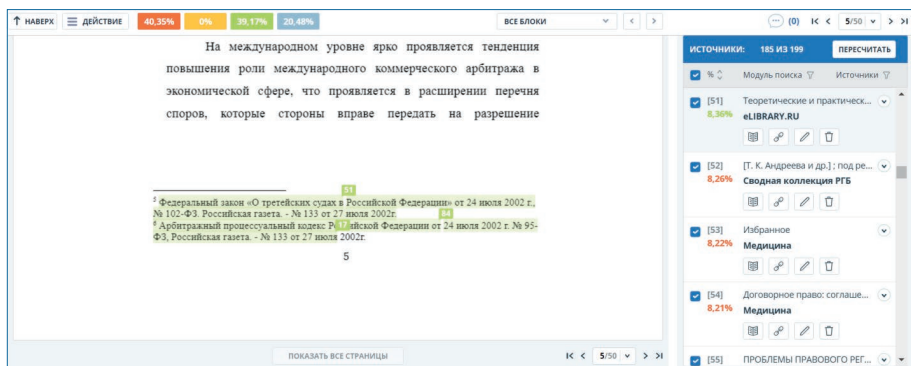 НАВЕРХ ДЕЙСТВИЕ 40,35% 0% 39,17% 20,48% ВСЕ БЛОКИ (0) 5/50
На международном уровне ярко проявляется тенденция
повышения роли международного коммерческого арбитража в
экономической сфере, что проявляется в расширении перечня
споров, которые стороны вправе передать на разрешение
51
5 Федеральный закон «О третейских судах в Российской Федерации» от 24 июля 2002 г.,
№ 102-ФЗ. Российская газета. - № 133 от 27 июля 2002г.
84
6 Арбитражный процессуальный кодекс Российской Федерации от 24 июля 2002 г. № 95-
17
ФЗ, Российская газета. - № 133 от 27 июля 2002г.
5
ПОКАЗАТЬ ВСЕ СТРАНИЦЫ 5/50
ИСТОЧНИКИ: 185 ИЗ 199 ПЕРЕСЧИТАТЬ
% Модуль поиска Источники
[51] Теоретические и практическ...
8,36% eLIBRARY.RU
[52] [Т. К. Андреева и др.] ; под ре...
8,26% Сводная коллекция РГБ
[53] Избранное
8,22% Медицина
[54] Договорное право: соглаше...
8,21% Медицина
[55] ПРОБЛЕМЫ ПРАВОВОГО РЕГ...